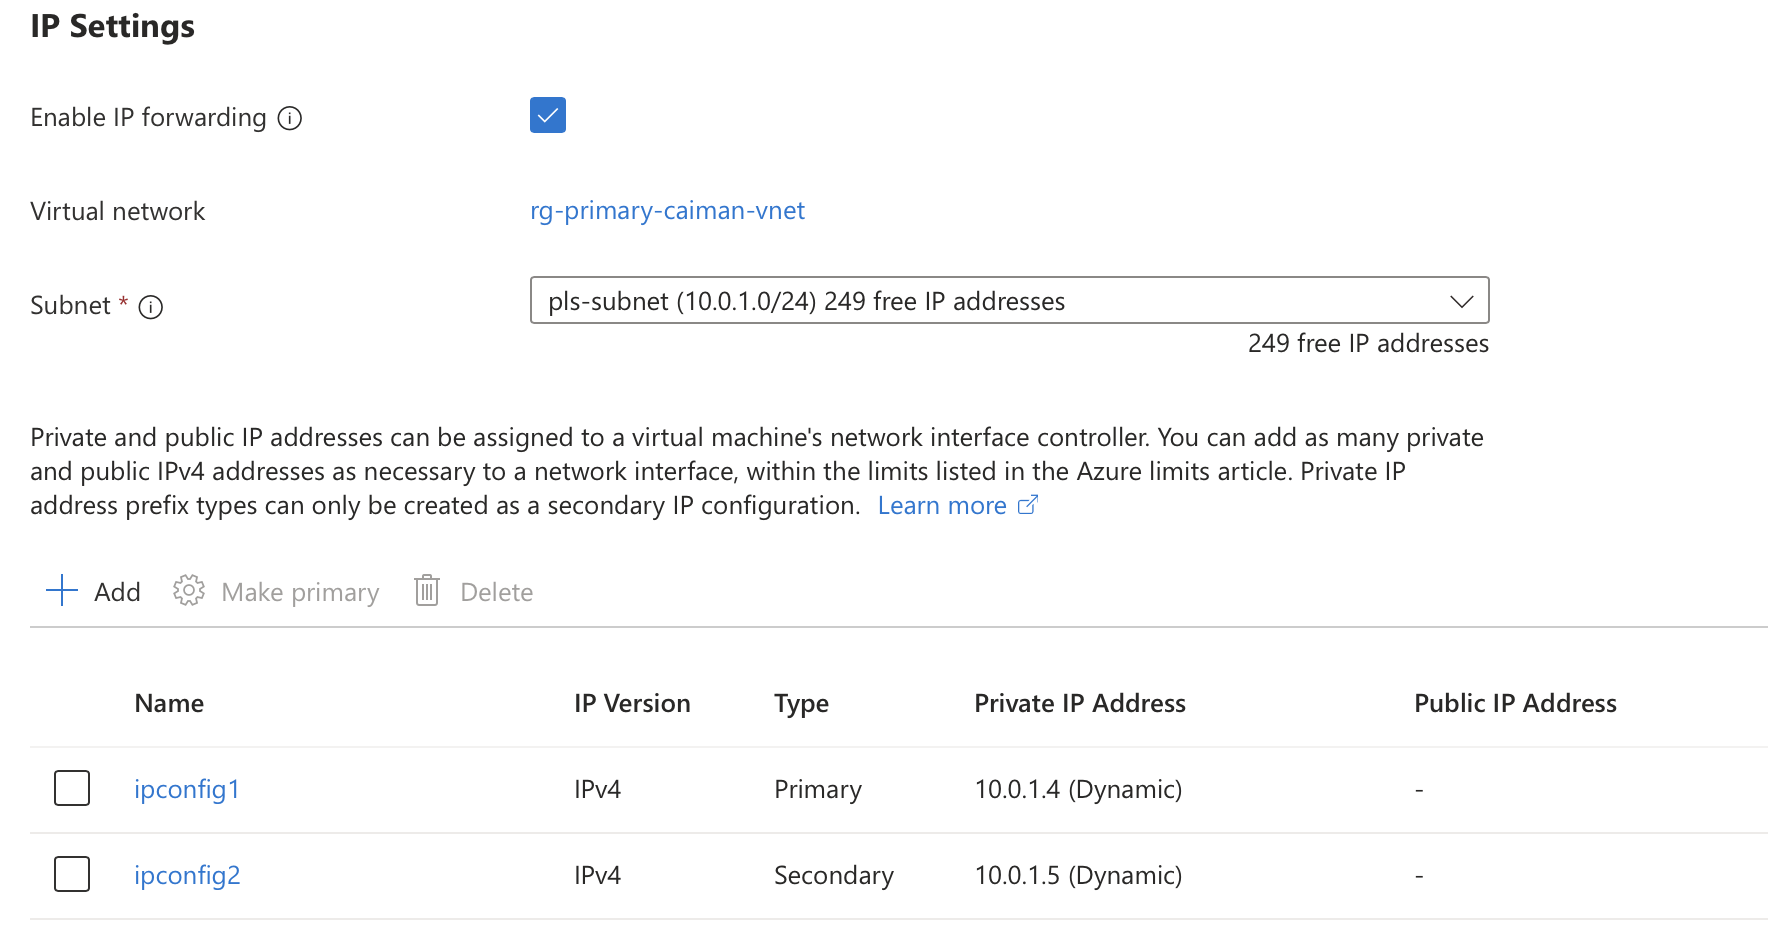 IP Settings
Enable IP forwarding
Virtual network rg-primary-caiman-vnet
Subnet * pls-subnet (10.0.1.0/24) 249 free IP addresses
249 free IP addresses
Private and public IP addresses can be assigned to a virtual machine's network interface controller. You can add as many private
and public IPv4 addresses as necessary to a network interface, within the limits listed in the Azure limits article. Private IP
address prefix types can only be created as a secondary IP configuration. Learn more
Add Make primary Delete
Name IP Version Type Private IP Address Public IP Address
ipconfig1 IPv4 Primary 10.0.1.4 (Dynamic) -
ipconfig2 IPv4 Secondary 10.0.1.5 (Dynamic) -